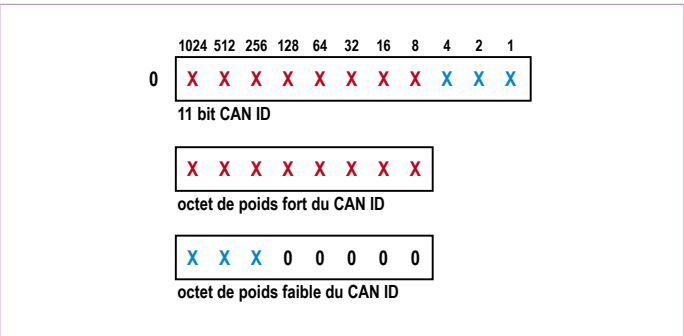 1024 512 256 128 64 32 16 8 4 2 1
0 X X X X X X X X X X X
11 bit CAN ID
X X X X X X X X
octet de poids fort du CAN ID
X X X 0 0 0 0 0
octet de poids faible du CAN ID